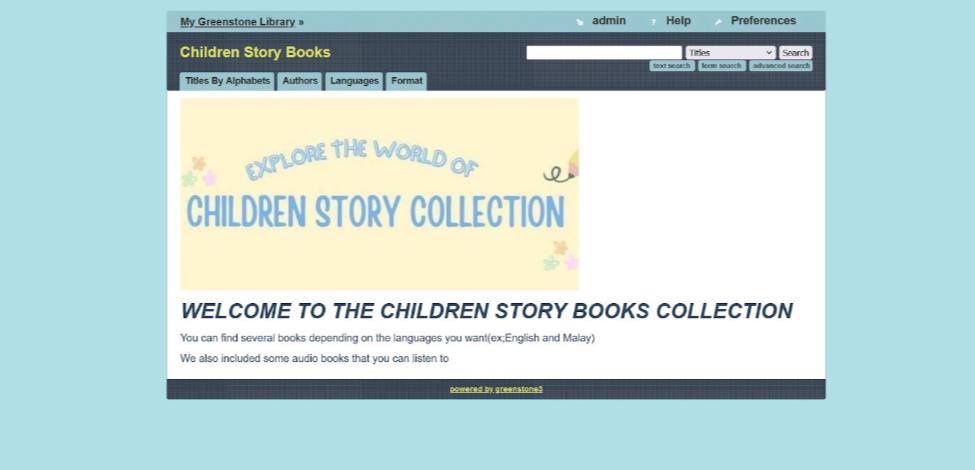 My Greenstone Library »
admin Help Preferences
Children Story Books
Titles Search
text search form search advanced search
Titles By Alphabets Authors Languages Format
EXPLORE THE WORLD OF
CHILDREN STORY COLLECTION
WELCOME TO THE CHILDREN STORY BOOKS COLLECTION
You can find several books depending on the languages you want(ex;English and Malay)
We also included some audio books that you can listen to
powered by greenstone3